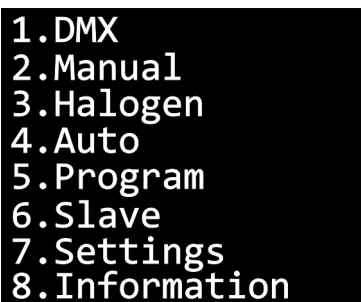 1.DMX
2.Manual
3.Halogen
4.Auto
5.Program
6.Slave
7.Settings
8.Information